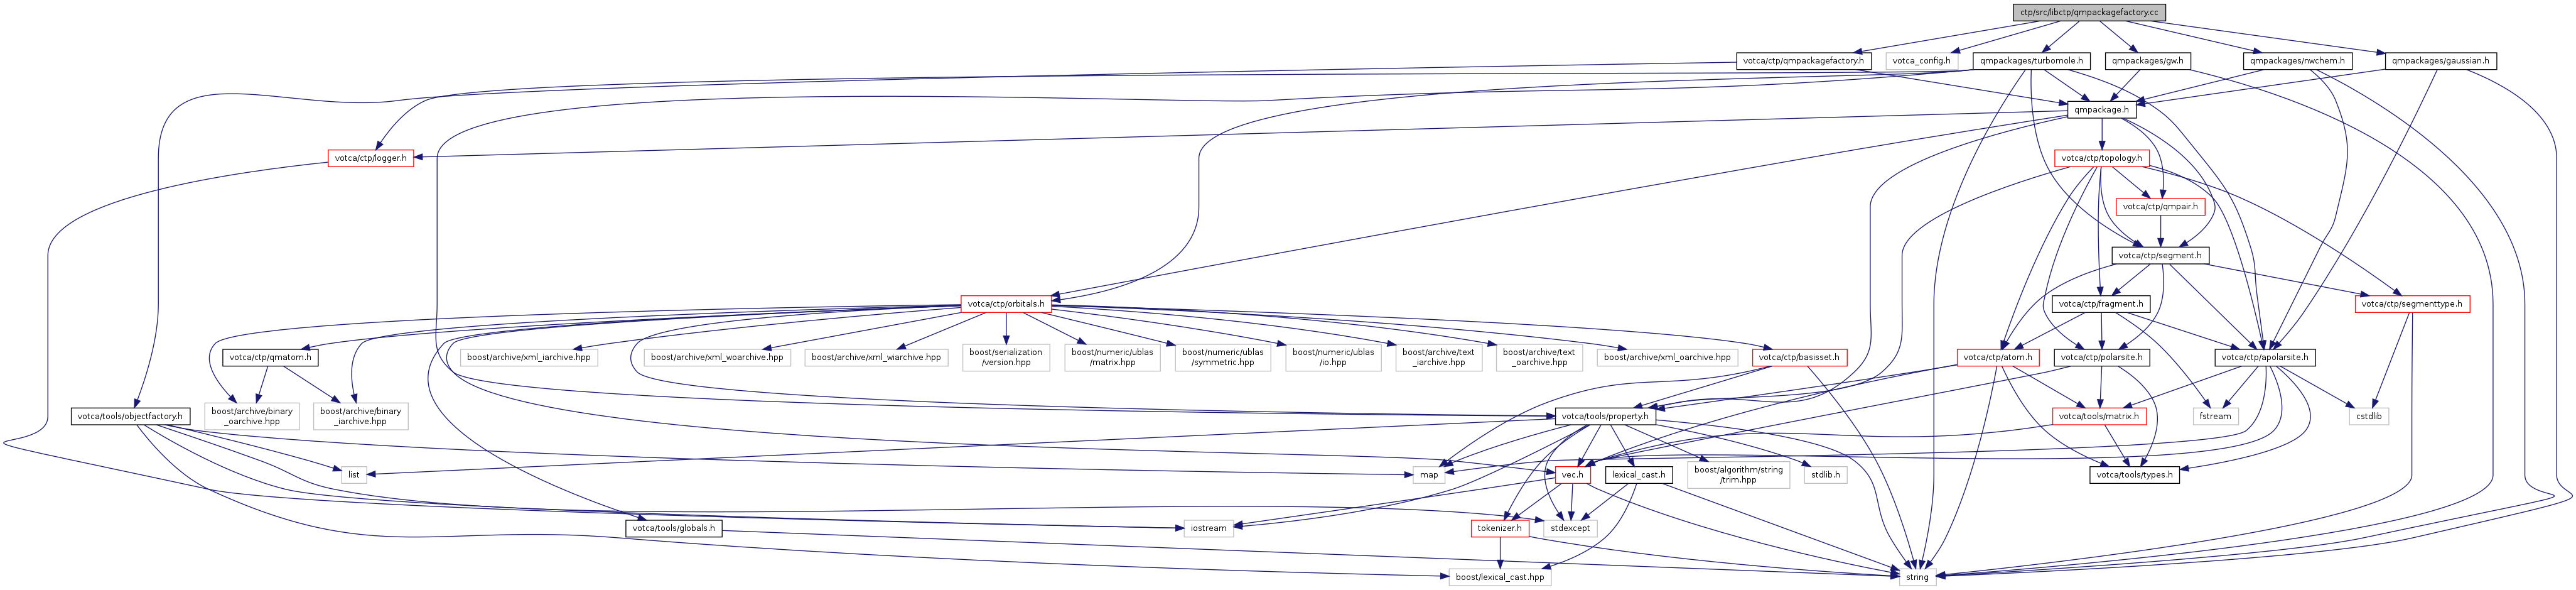 ctp/src/libctp/qmpackagefactory.cc
votca/ctp/qmpackagefactory.h
votca_config.h
qmpackages/turbomole.h
qmpackages/gw.h
qmpackages/nwchem.h
qmpackages/gaussian.h
qmpackage.h
votca/ctp/logger.h
votca/ctp/topology.h
votca/ctp/qmpair.h
votca/ctp/segment.h
votca/ctp/orbitals.h
votca/ctp/fragment.h
votca/ctp/segmenttype.h
votca/ctp/qmatom.h
boost/archive/xml_iarchive.hpp
boost/archive/xml_woarchive.hpp
boost/archive/xml_wiarchive.hpp
boost/serialization
/version.hpp
boost/numeric/ublas
/matrix.hpp
boost/numeric/ublas
/symmetric.hpp
boost/numeric/ublas
/io.hpp
boost/archive/text
_iarchive.hpp
boost/archive/text
_oarchive.hpp
boost/archive/xml_oarchive.hpp
votca/ctp/basisset.h
votca/ctp/atom.h
votca/ctp/polarsite.h
votca/ctp/apolarsite.h
votca/tools/objectfactory.h
boost/archive/binary
_oarchive.hpp
boost/archive/binary
_iarchive.hpp
votca/tools/property.h
votca/tools/matrix.h
fstream
cstdlib
list
map
vec.h
lexical_cast.h
boost/algorithm/string
/trim.hpp
stdlib.h
votca/tools/types.h
votca/tools/globals.h
iostream
tokenizer.h
stdexcept
boost/lexical_cast.hpp
string